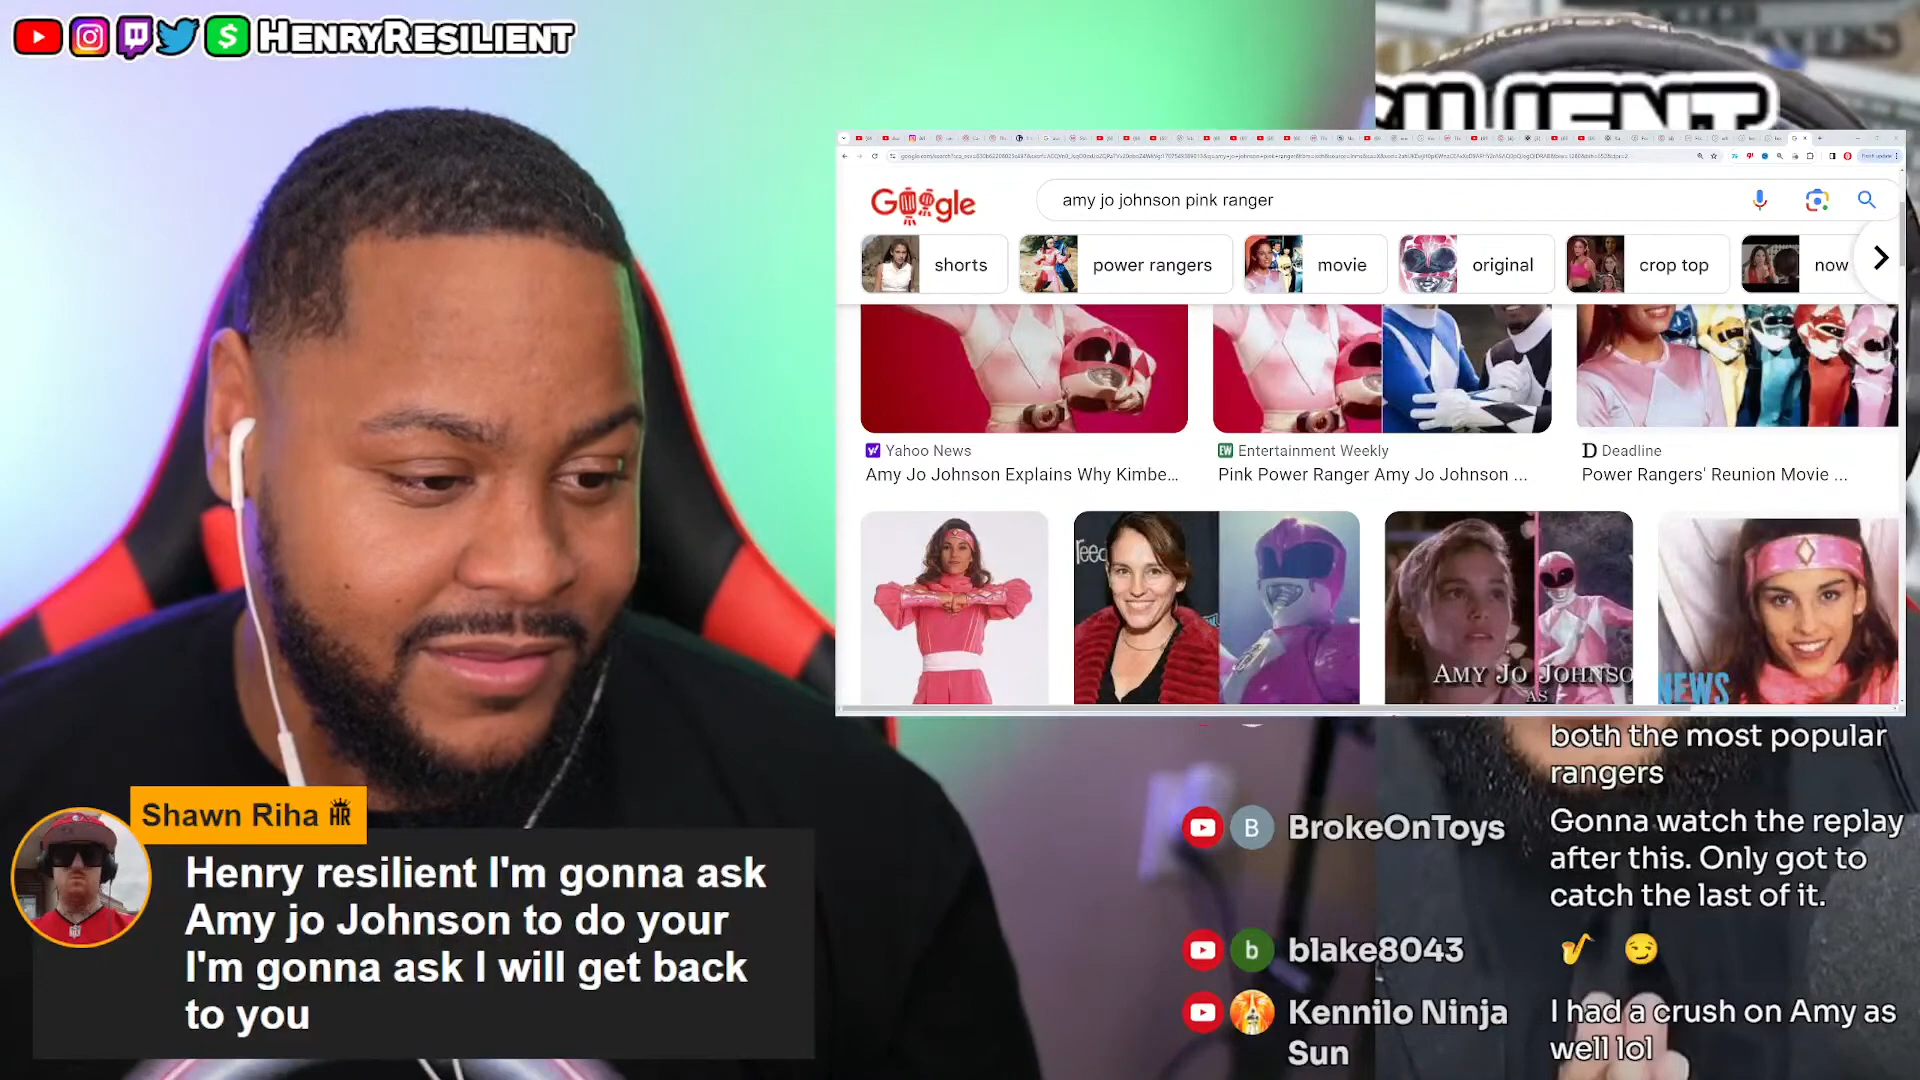 HENRYRESILIENT
Google
amy jo johnson pink ranger
shorts
power rangers
movie
original
crop top
now
Yahoo News
Amy Jo Johnson Explains Why Kimbe...
EW Entertainment Weekly
Pink Power Ranger Amy Jo Johnson ...
D Deadline
Power Rangers' Reunion Movie ...
AMY JO JOHNSO
AS
NEWS
both the most popular
rangers
BrokeOnToys
Gonna watch the replay
after this. Only got to
catch the last of it.
b blake8043
Kennilo Ninja
Sun
I had a crush on Amy as
well lol
Shawn Riha HR
Henry resilient I'm gonna ask
Amy jo Johnson to do your
I'm gonna ask I will get back
to you